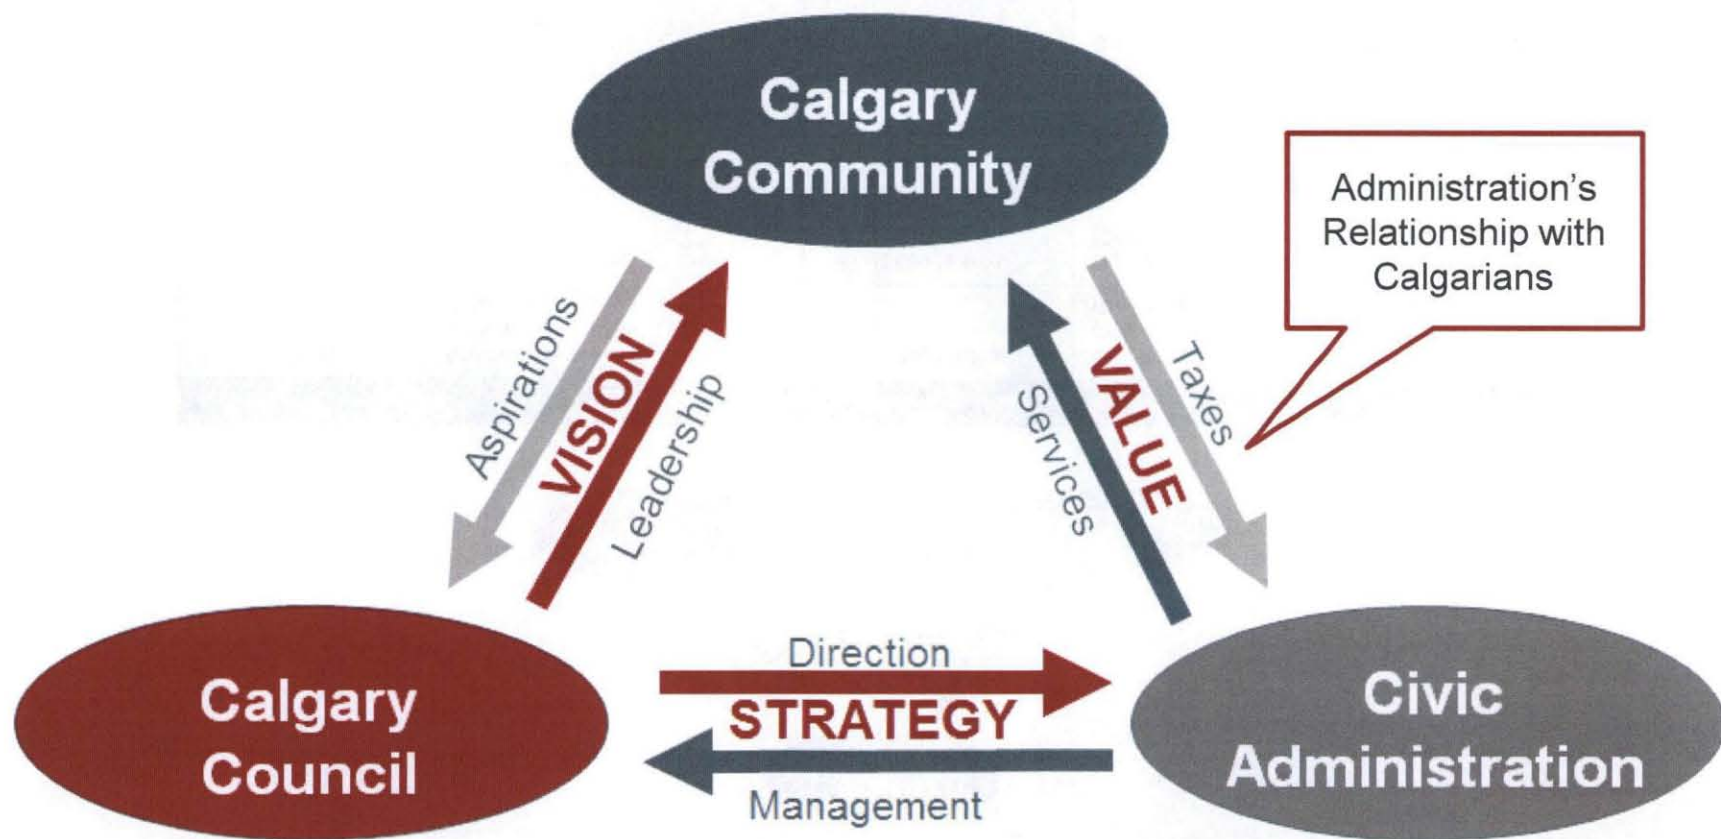 Calgary
Community
Administration's
Relationship with
Calgarians
Aspirations
VISION
Leadership
Services
VALUE
Taxes
Direction
STRATEGY
Management
Calgary
Council
Civic
Administration